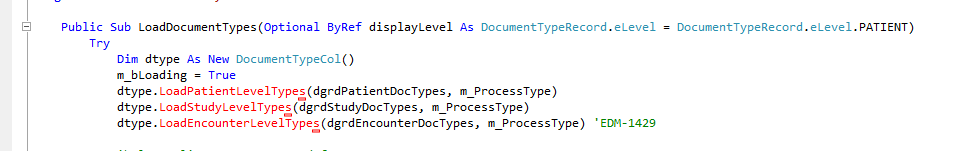 Public Sub LoadDocumentTypes(Optional ByRef displayLevel As DocumentTypeRecord.eLevel = DocumentTypeRecord.eLevel.PATIENT)
Try
Dim dtype As New DocumentTypeCol()
m_bLoading = True
dtype.LoadPatientLevelTypes(dgrdPatientDocTypes, m_ProcessType)
dtype.LoadStudyLevelTypes(dgrdStudyDocTypes, m_ProcessType)
dtype.LoadEncounterLevelTypes(dgrdEncounterDocTypes, m_ProcessType) 'EDM-1429